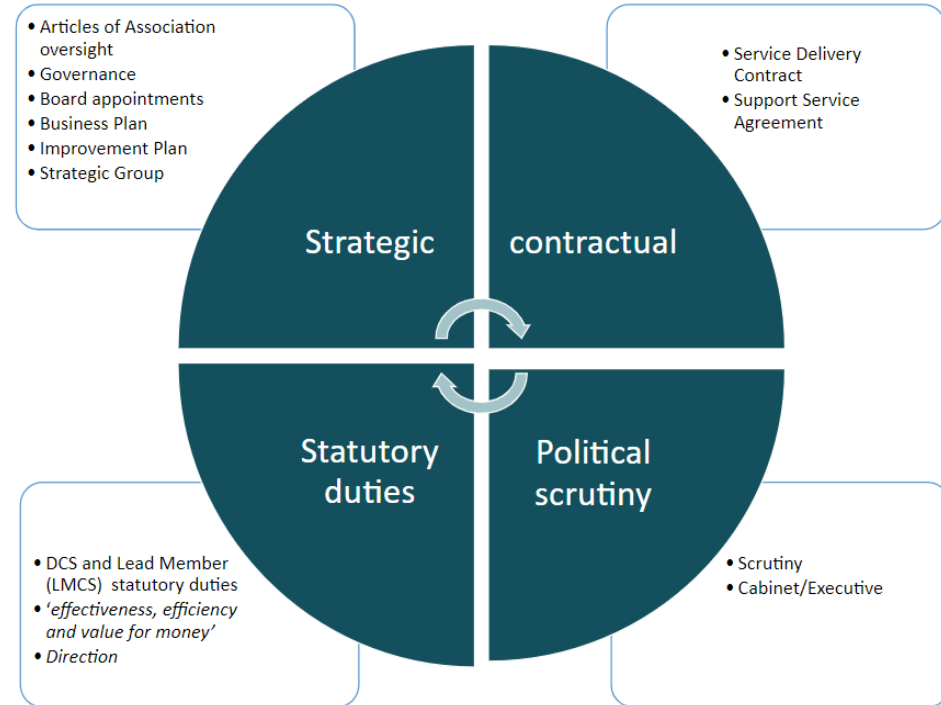 • Articles of Association
oversight
• Governance
• Board appointments
• Business Plan
• Improvement Plan
• Strategic Group
• Service Delivery
Contract
• Support Service
Agreement
Strategic
contractual
Statutory
duties
Political
scrutiny
• DCS and Lead Member
(LMCS) statutory duties
• ‘effectiveness, efficiency
and value for money’
• Direction
• Scrutiny
• Cabinet/Executive